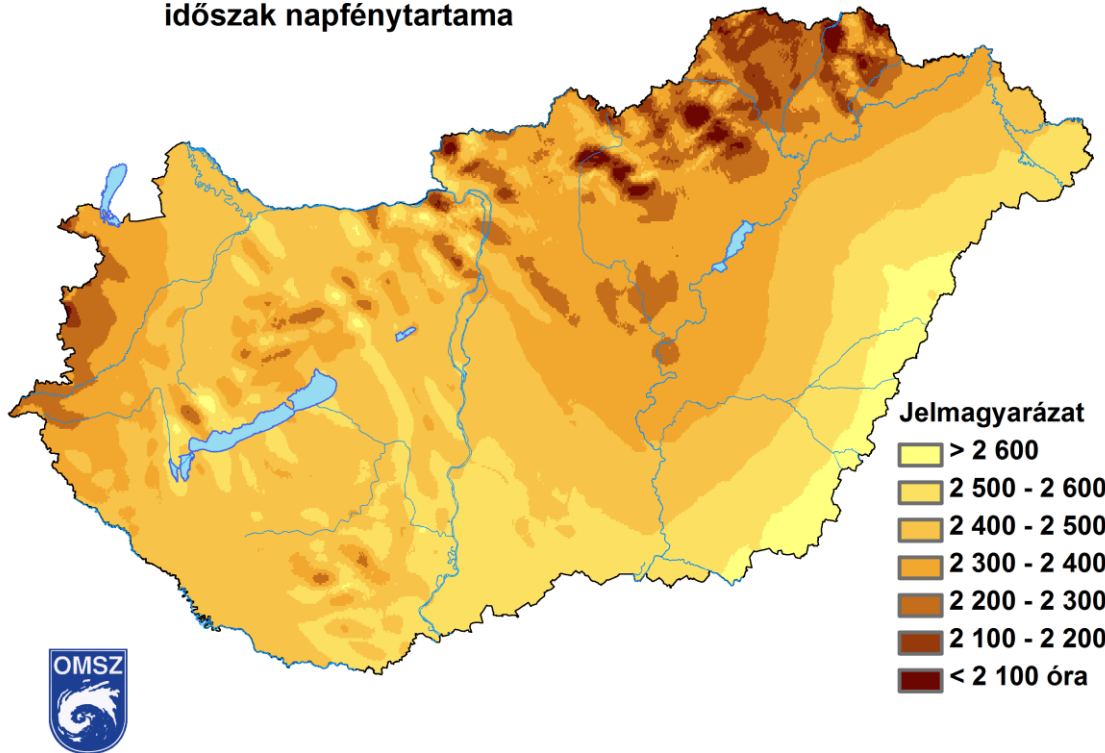 időszak napfénytartama
Jelmagyarázat
> 2 600
2 500 - 2 600
2 400 - 2 500
2 300 - 2 400
2 200 - 2 300
2 100 - 2 200
< 2 100 óra
OMSZ